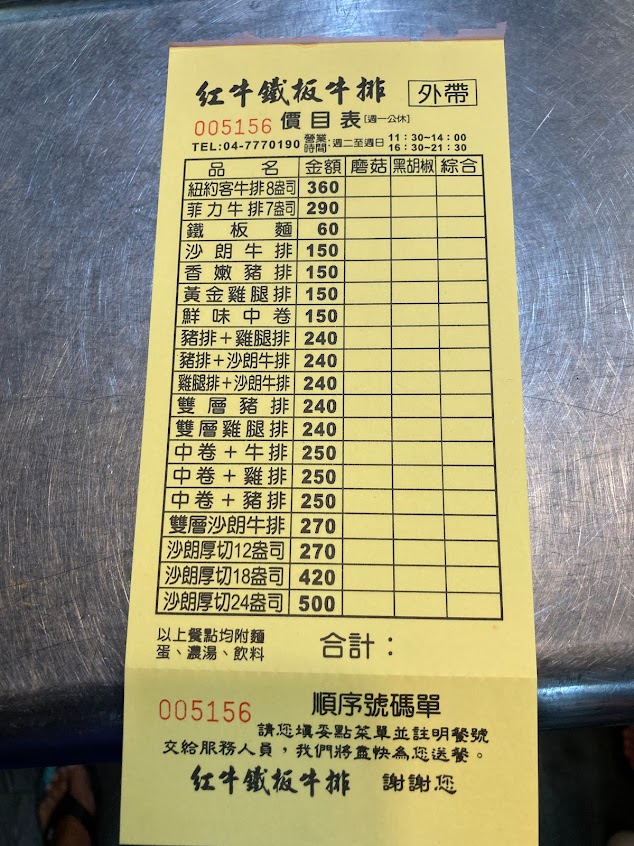 紅牛鐵板牛排 外帶
005156 價目表 [週一公休]
TEL:04-7770190 營業時間:週二至週日 11:30~14:00
16:30~21:30
品名 金額 磨菇 黑胡椒 綜合
紐約客牛排8盎司 360
菲力牛排7盎司 290
鐵板麵 60
沙朗牛排 150
香嫩豬排 150
黃金雞腿排 150
鮮味中卷 150
豬排+雞腿排 240
豬排+沙朗牛排 240
雞腿排+沙朗牛排 240
雙層豬排 240
雙層雞腿排 240
中卷+牛排 250
中卷+雞排 250
中卷+豬排 250
雙層沙朗牛排 270
沙朗厚切12盎司 270
沙朗厚切18盎司 420
沙朗厚切24盎司 500
以上餐點均附麵
蛋、濃湯、飲料
合計:
005156 順序號碼單
請您填妥點菜單並註明餐號
交給服務人員,我們將盡快為您送餐。
紅牛鐵板牛排 謝謝您